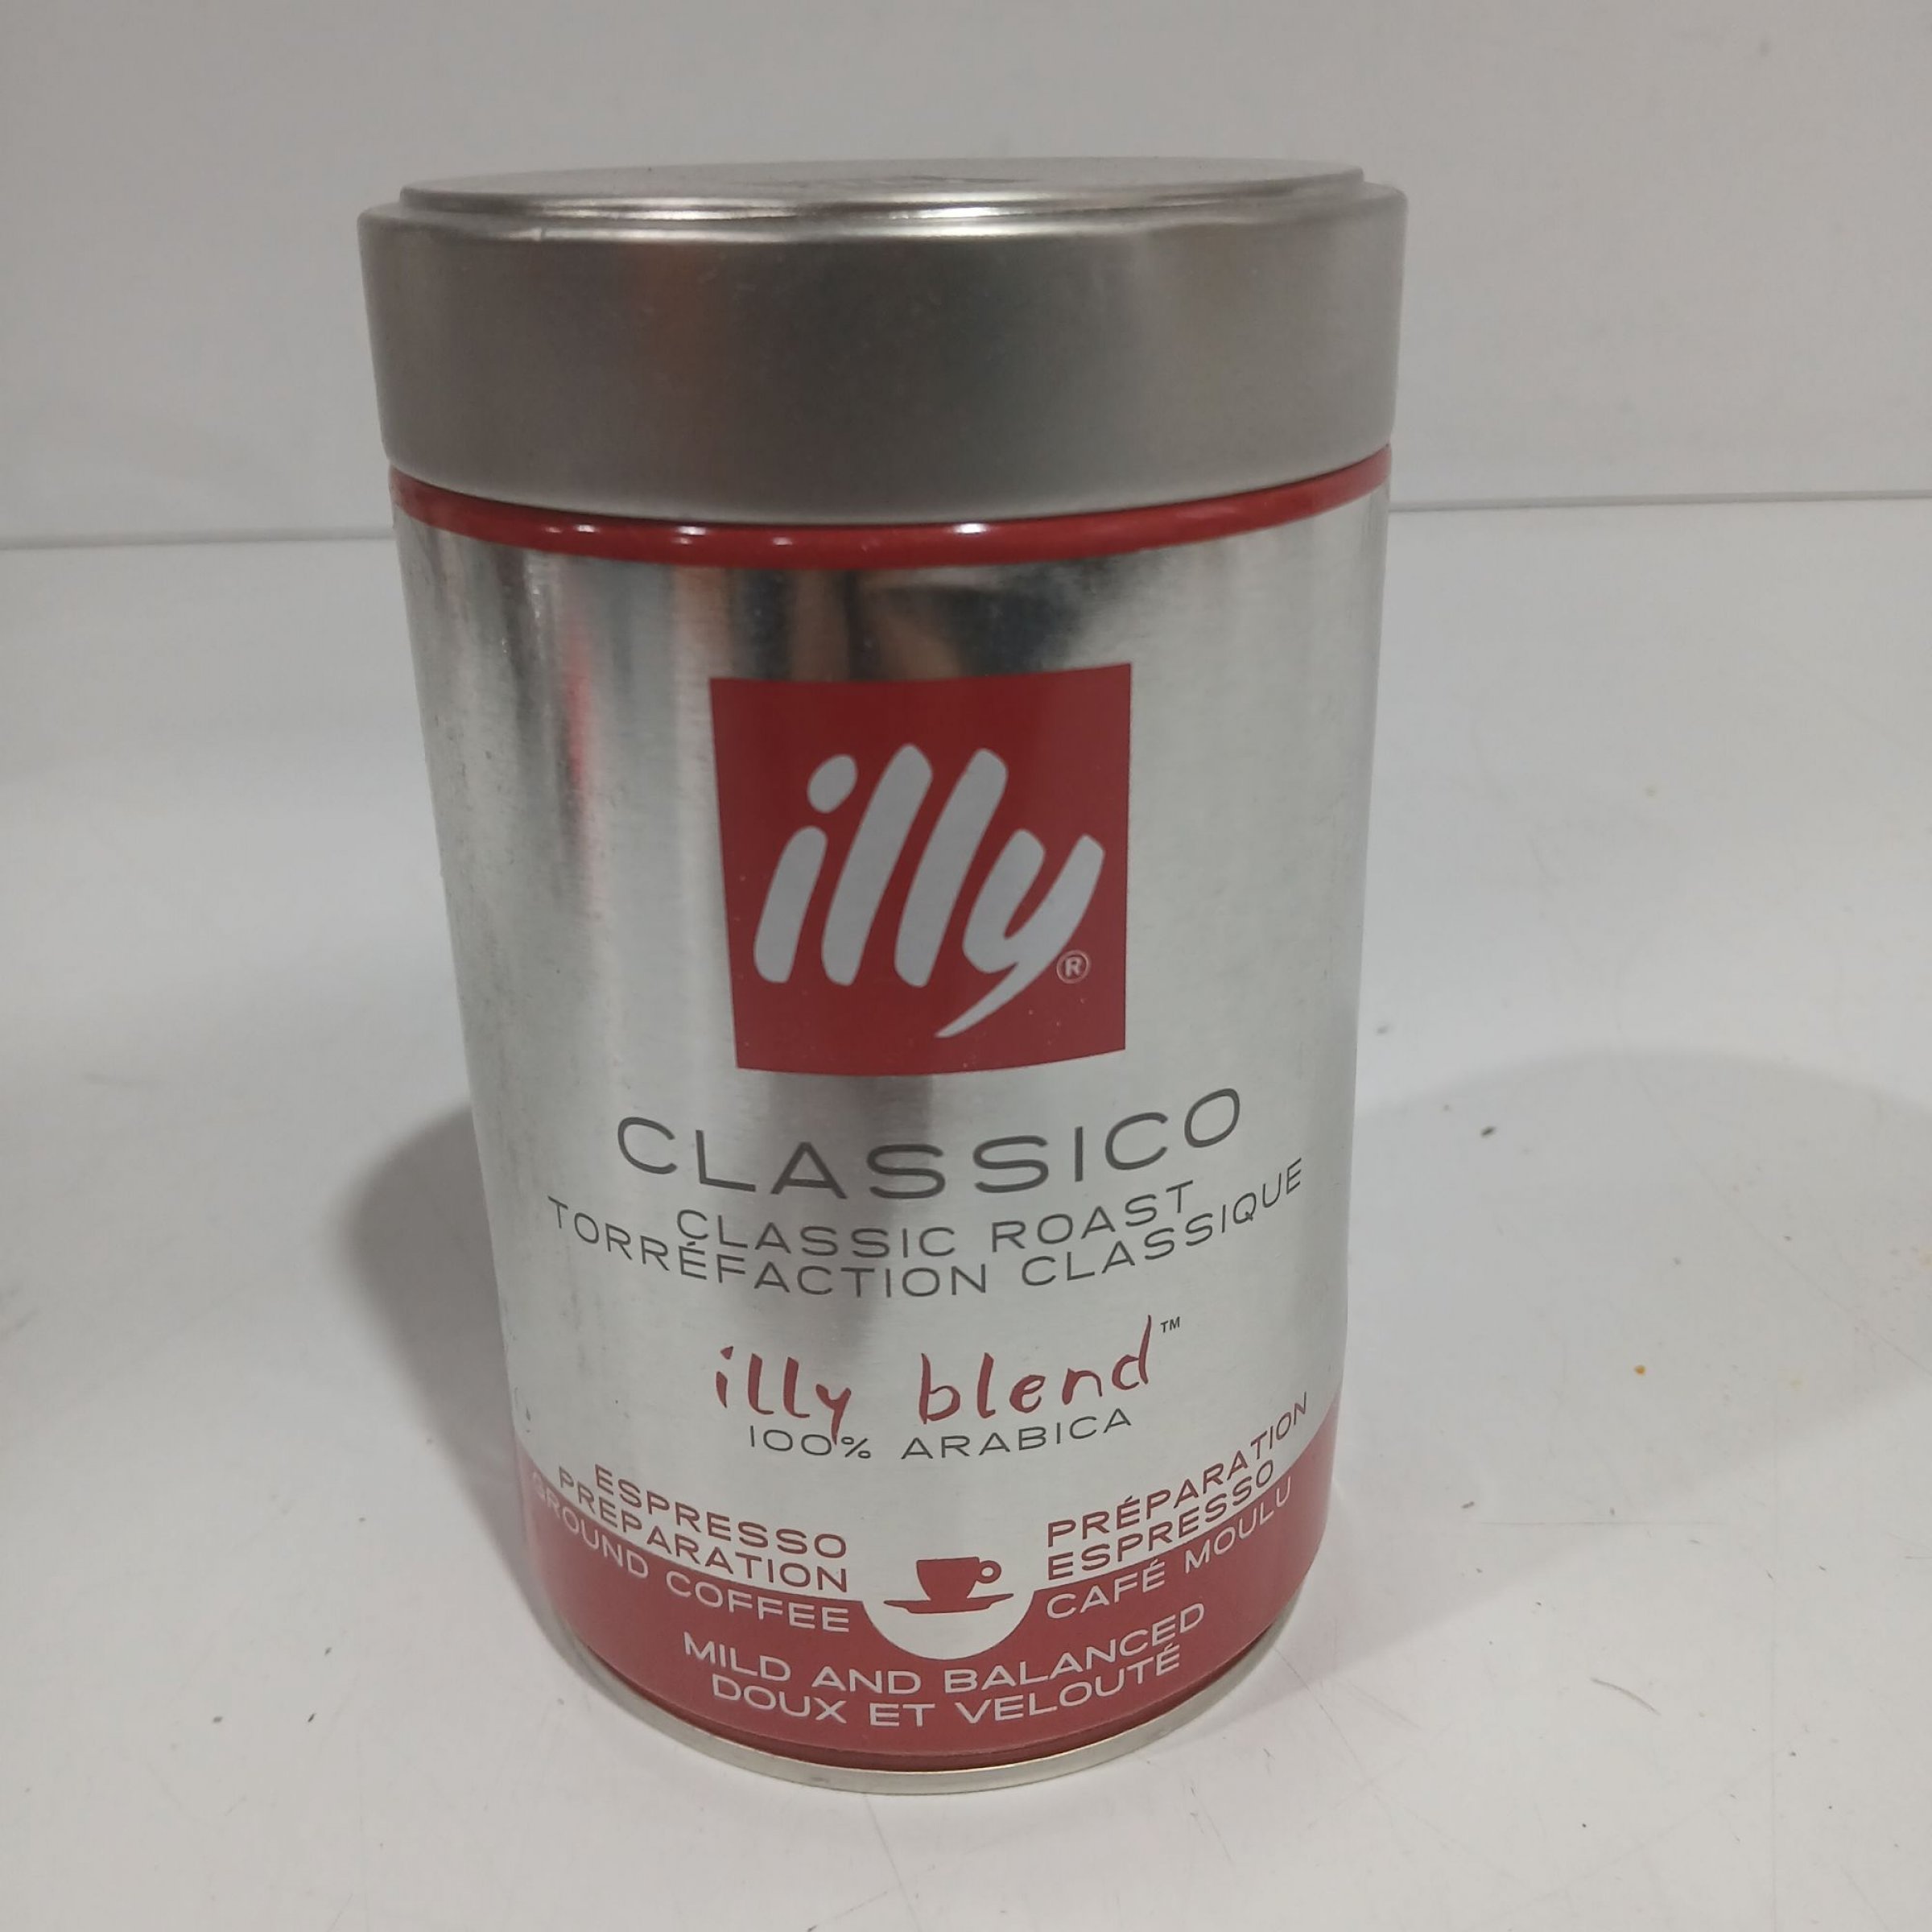 illy®
CLASSICO
CLASSIC ROAST
TORRÉFACTION CLASSIQUE
illy blend™
100% ARABICA
ESPRESSO
PREPARATION
GROUND COFFEE
PRÉPARATION
ESPRESSO
CAFÉ MOULU
MILD AND BALANCED
DOUX ET VELOUTÉ